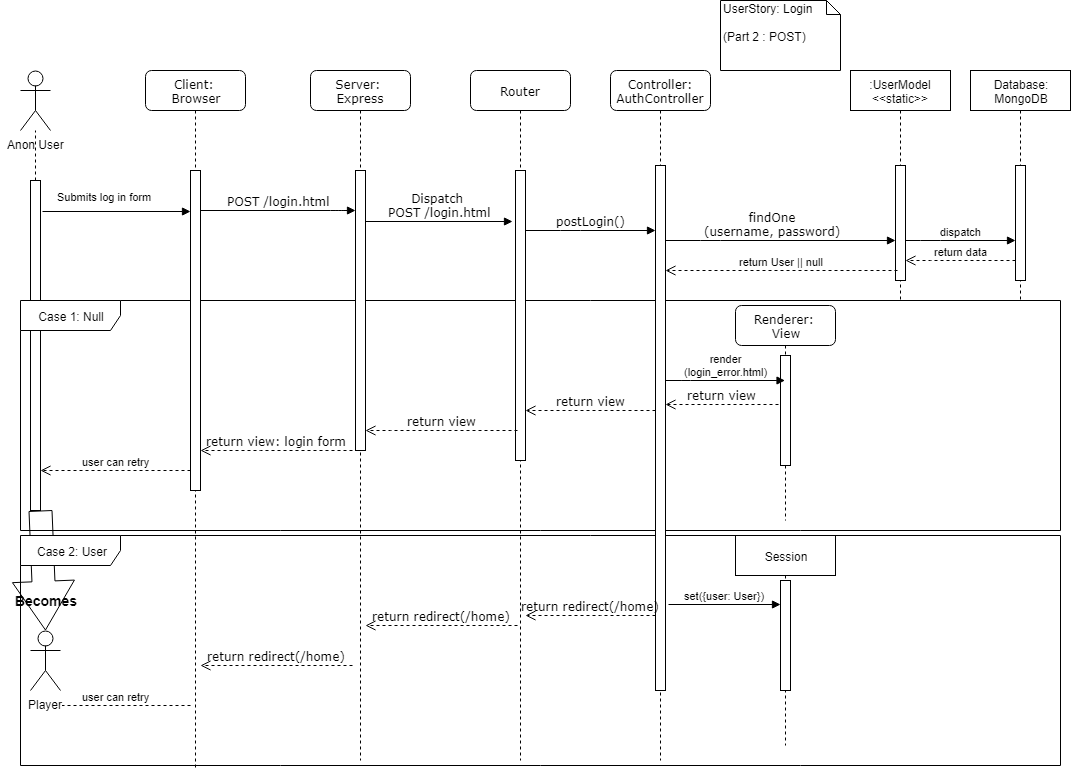 UserStory: Login
(Part 2 : POST)
Client:
Browser
Server:
Express
Router
Controller:
AuthController
:UserModel
<<static>>
Database:
MongoDB
Anon User
Submits log in form
POST /login.html
Dispatch
POST /login.html
postLogin()
findOne
(username, password)
dispatch
return data
return User || null
Case 1: Null
Renderer:
View
render
(login_error.html)
return view
return view
return view
return view: login form
user can retry
Case 2: User
Session
Becomes
set({user: User})
return redirect(/home)
return redirect(/home)
return redirect(/home)
user can retry
Player